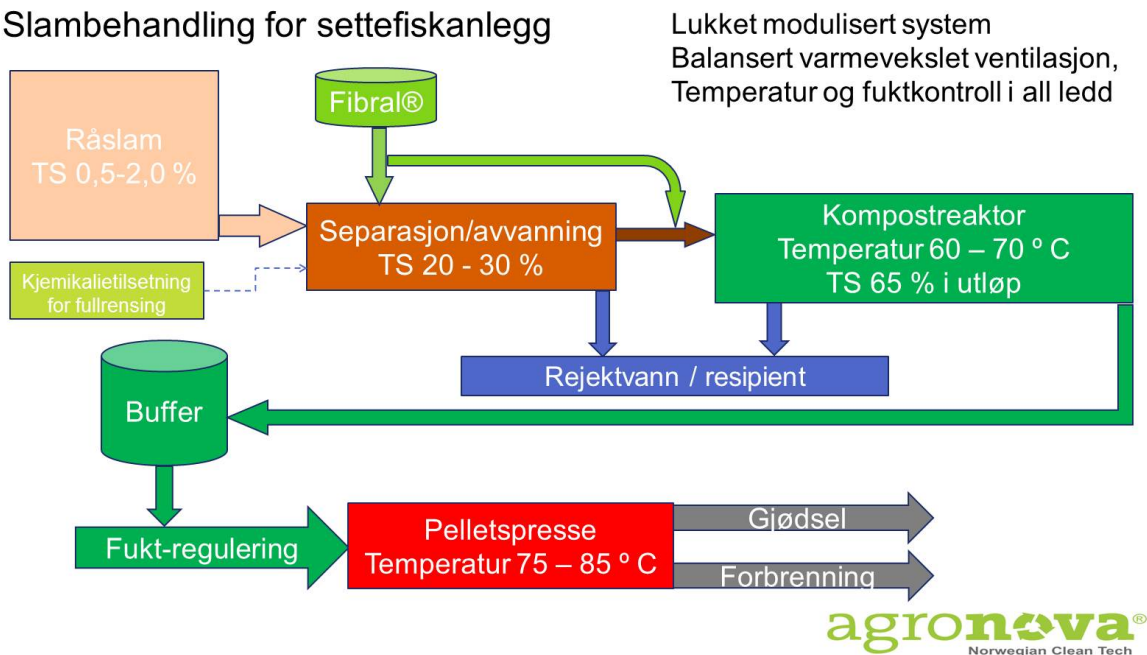 Slambehandling for settefiskanlegg
Lukket modulisert system
Balansert varmevekslet ventilasjon,
Temperatur og fuktkontroll i all ledd
Fibral®
Råslam
TS 0,5-2,0 %
Separasjon/avvanning
TS 20 - 30 %
Kompostreaktor
Temperatur 60 – 70 º C
TS 65 % i utløp
Kjemikalietilsetning
for fullrensing
Rejektvann / resipient
Buffer
Fukt-regulering
Pelletspresse
Temperatur 75 – 85 º C
Gjødsel
Forbrenning
agronova®
Norwegian Clean Tech